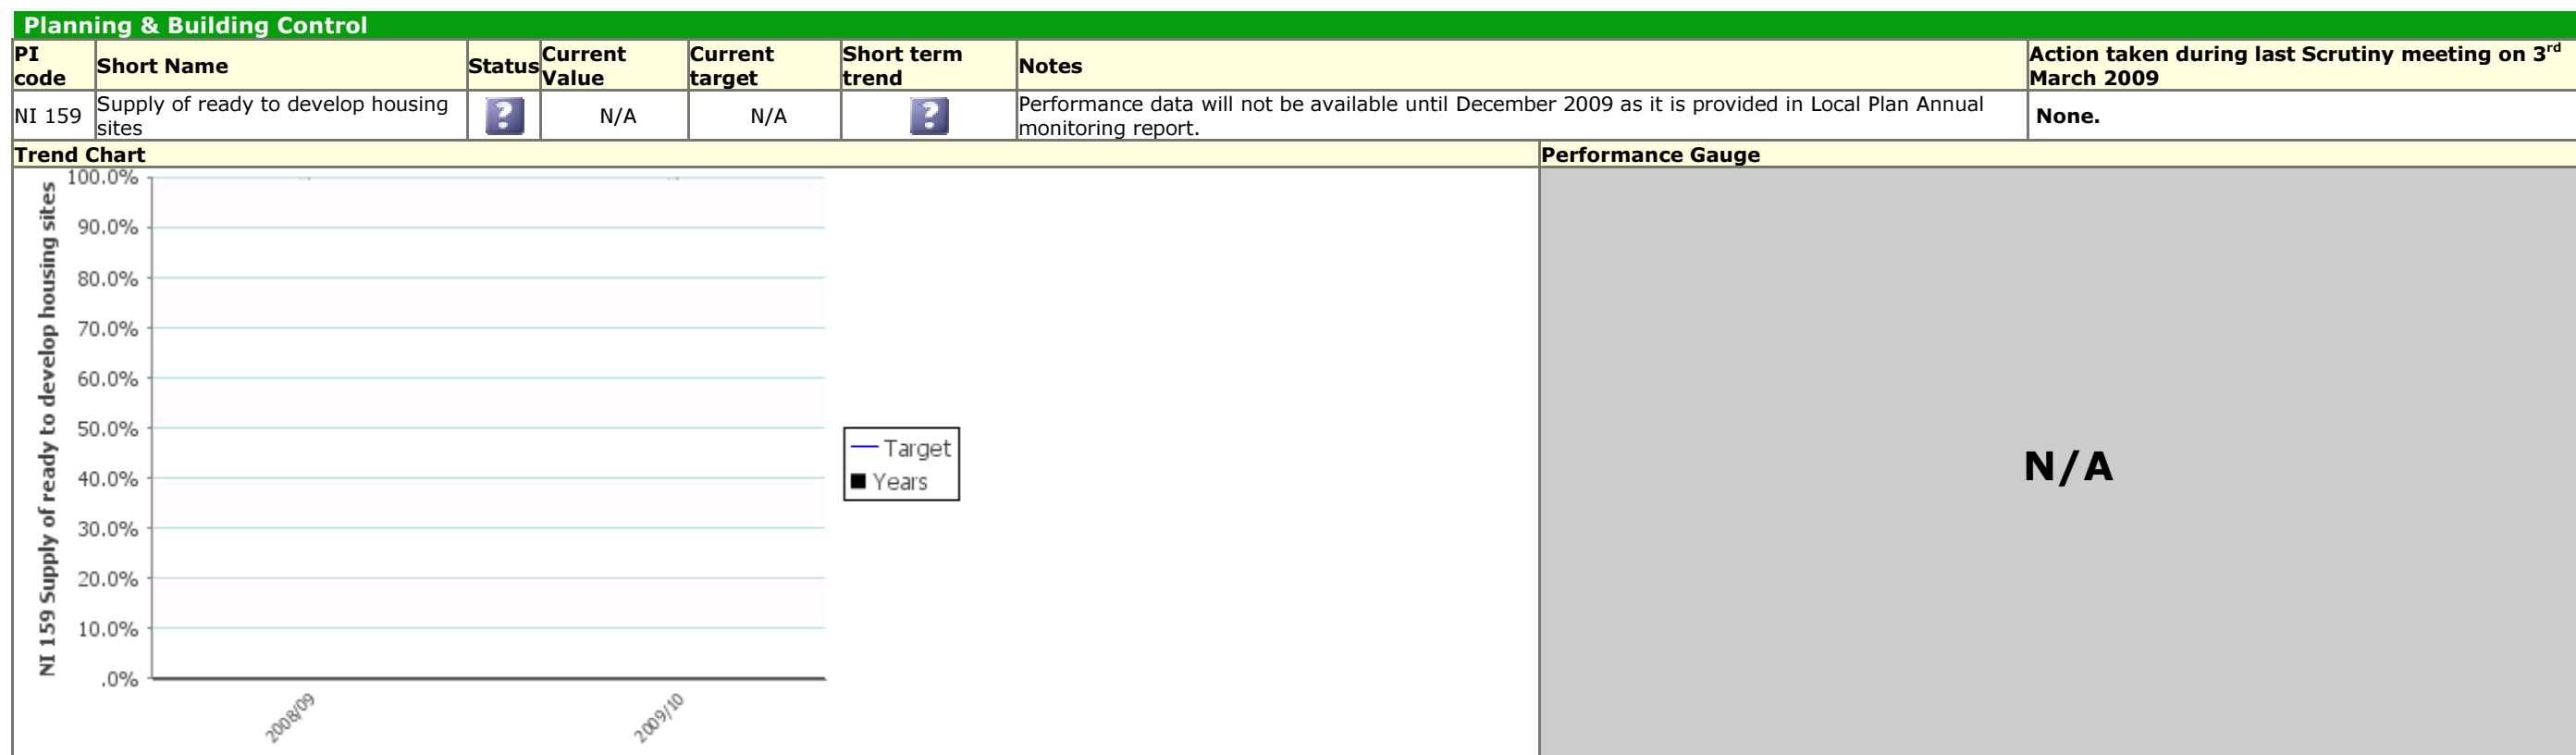 Planning & Building Control
PI code
Short Name
Status
Current Value
Current target
Short term trend
Notes
Action taken during last Scrutiny meeting on 3rd March 2009
NI 159
Supply of ready to develop housing sites
?
N/A
N/A
?
Performance data will not be available until December 2009 as it is provided in Local Plan Annual monitoring report.
None.
Trend Chart
Performance Gauge
NI 159 Supply of ready to develop housing sites
100.0%
90.0%
80.0%
70.0%
60.0%
50.0%
40.0%
30.0%
20.0%
10.0%
.0%
2008/09
2009/10
Target
Years
N/A